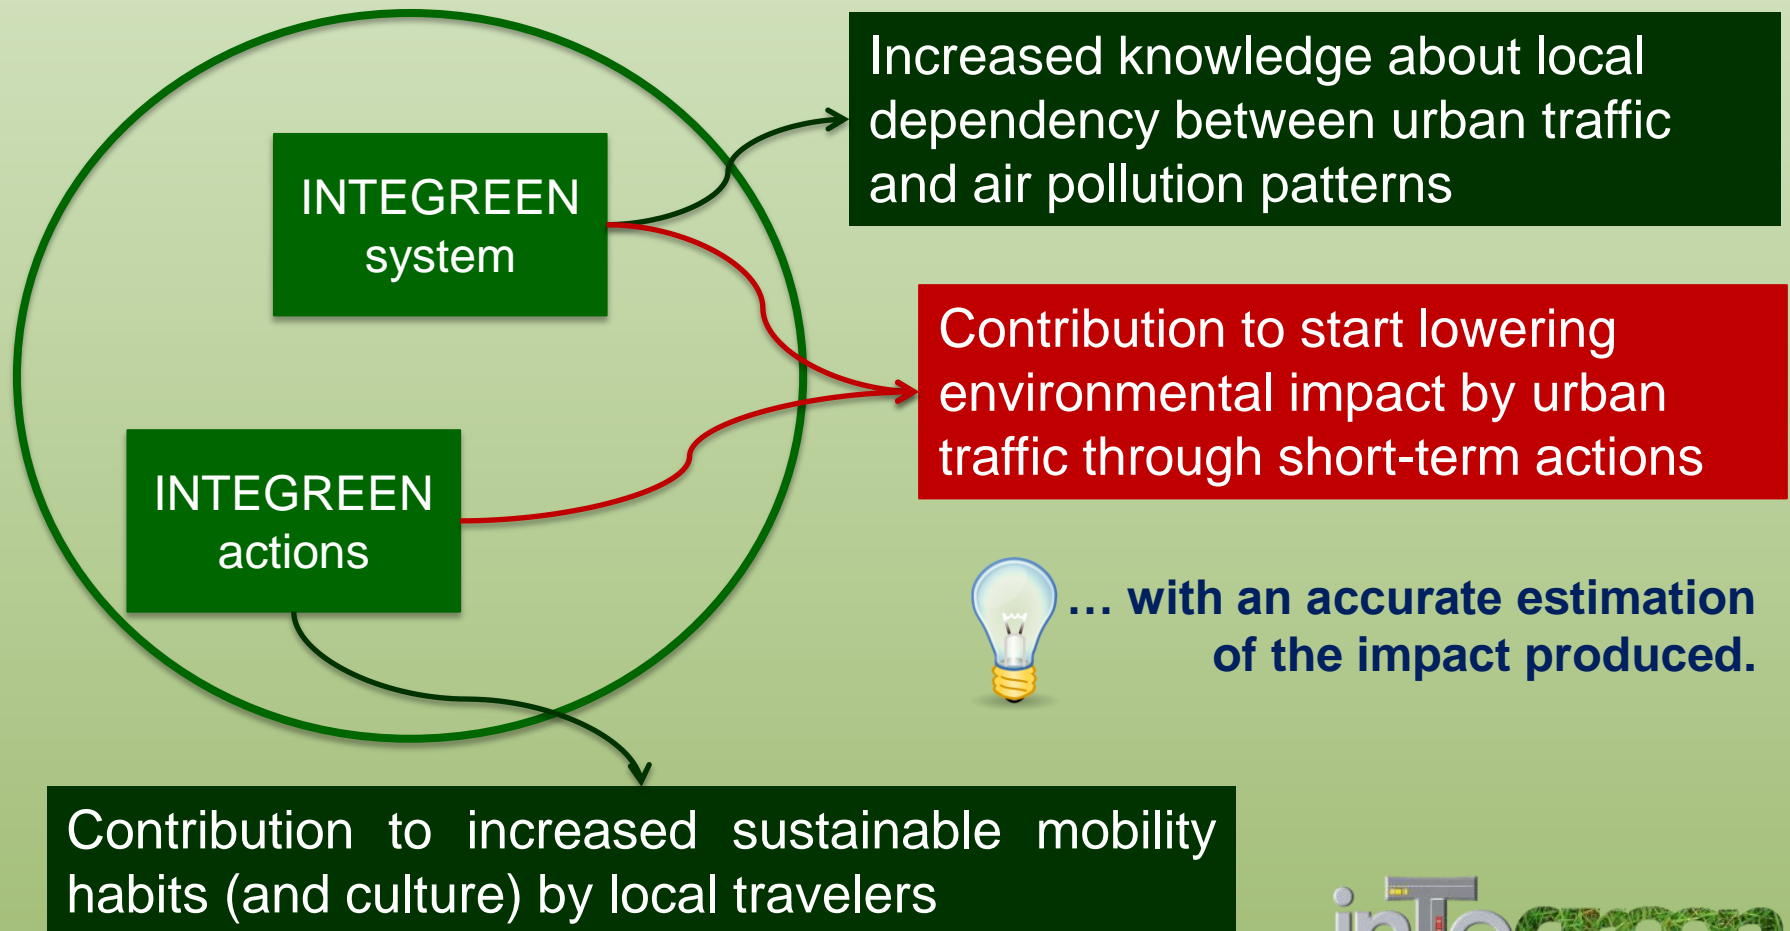 Increased knowledge about local
dependency between urban traffic
and air pollution patterns
INTEGREEN
system
Contribution to start lowering
environmental impact by urban
traffic through short-term actions
INTEGREEN
actions
... with an accurate estimation
of the impact produced.
Contribution to increased sustainable mobility
habits (and culture) by local travelers